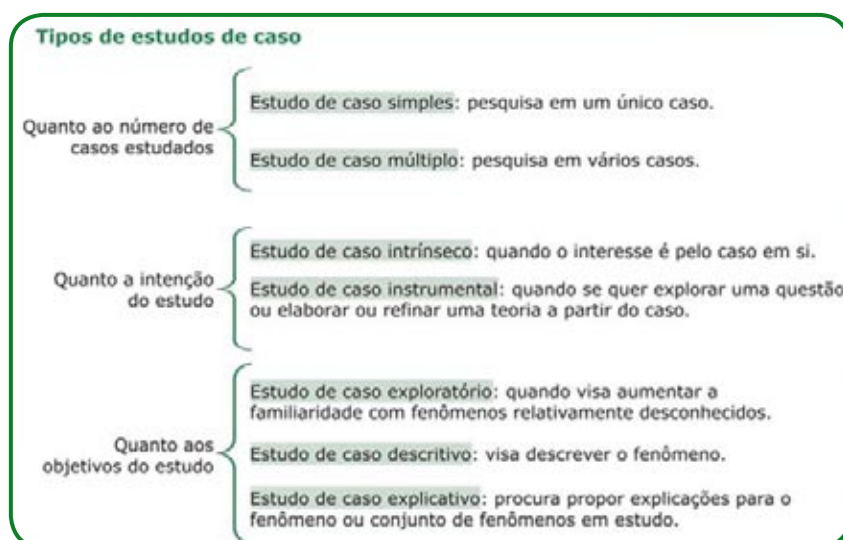 Tipos de estudos de caso
Quanto ao número de
casos estudados
Estudo de caso simples: pesquisa em um único caso.
Estudo de caso múltiplo: pesquisa em vários casos.
Quanto a intenção
do estudo
Estudo de caso intrínseco: quando o interesse é pelo caso em si.
Estudo de caso instrumental: quando se quer explorar uma questão
ou elaborar ou refinar uma teoria a partir do caso.
Quanto aos
objetivos do estudo
Estudo de caso exploratório: quando visa aumentar a
familiaridade com fenômenos relativamente desconhecidos.
Estudo de caso descritivo: visa descrever o fenômeno.
Estudo de caso explicativo: procura propor explicações para o
fenômeno ou conjunto de fenômenos em estudo.